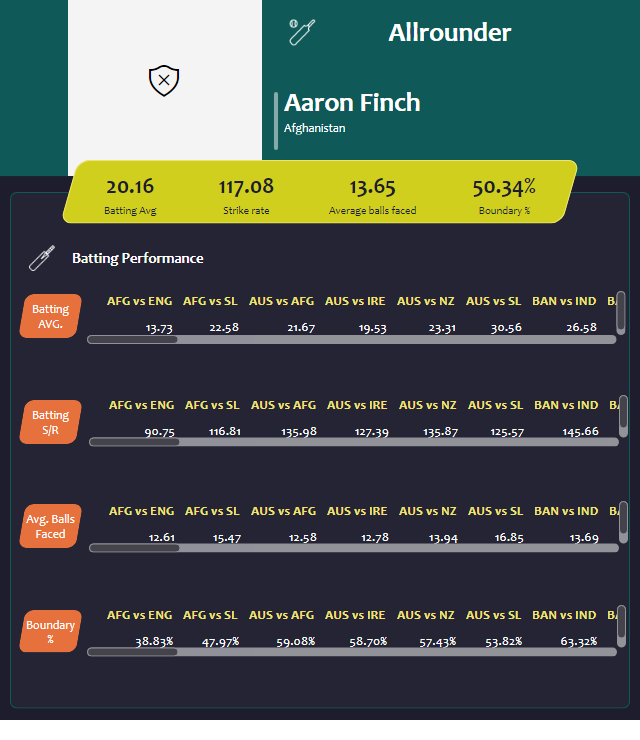 Allrounder
Aaron Finch
Afghanistan
20.16 117.08 13.65 50.34%
Batting Avg Strike rate Average balls faced Boundary %
Batting Performance
Batting AVG.
AFG vs ENG AFG vs SL AUS vs AFG AUS vs IRE AUS vs NZ AUS vs SL BAN vs IND BA
13.73 22.58 21.67 19.53 23.31 30.56 26.58
Batting S/R
AFG vs ENG AFG vs SL AUS vs AFG AUS vs IRE AUS vs NZ AUS vs SL BAN vs IND BA
90.75 116.81 135.98 127.39 135.87 125.57 145.66
Avg. Balls Faced
AFG vs ENG AFG vs SL AUS vs AFG AUS vs IRE AUS vs NZ AUS vs SL BAN vs IND B
12.61 15.47 12.58 12.78 13.94 16.85 13.69
Boundary %
AFG vs ENG AFG vs SL AUS vs AFG AUS vs IRE AUS vs NZ AUS vs SL BAN vs IND BA
38.83% 47.97% 59.08% 58.70% 57.43% 53.82% 63.32%